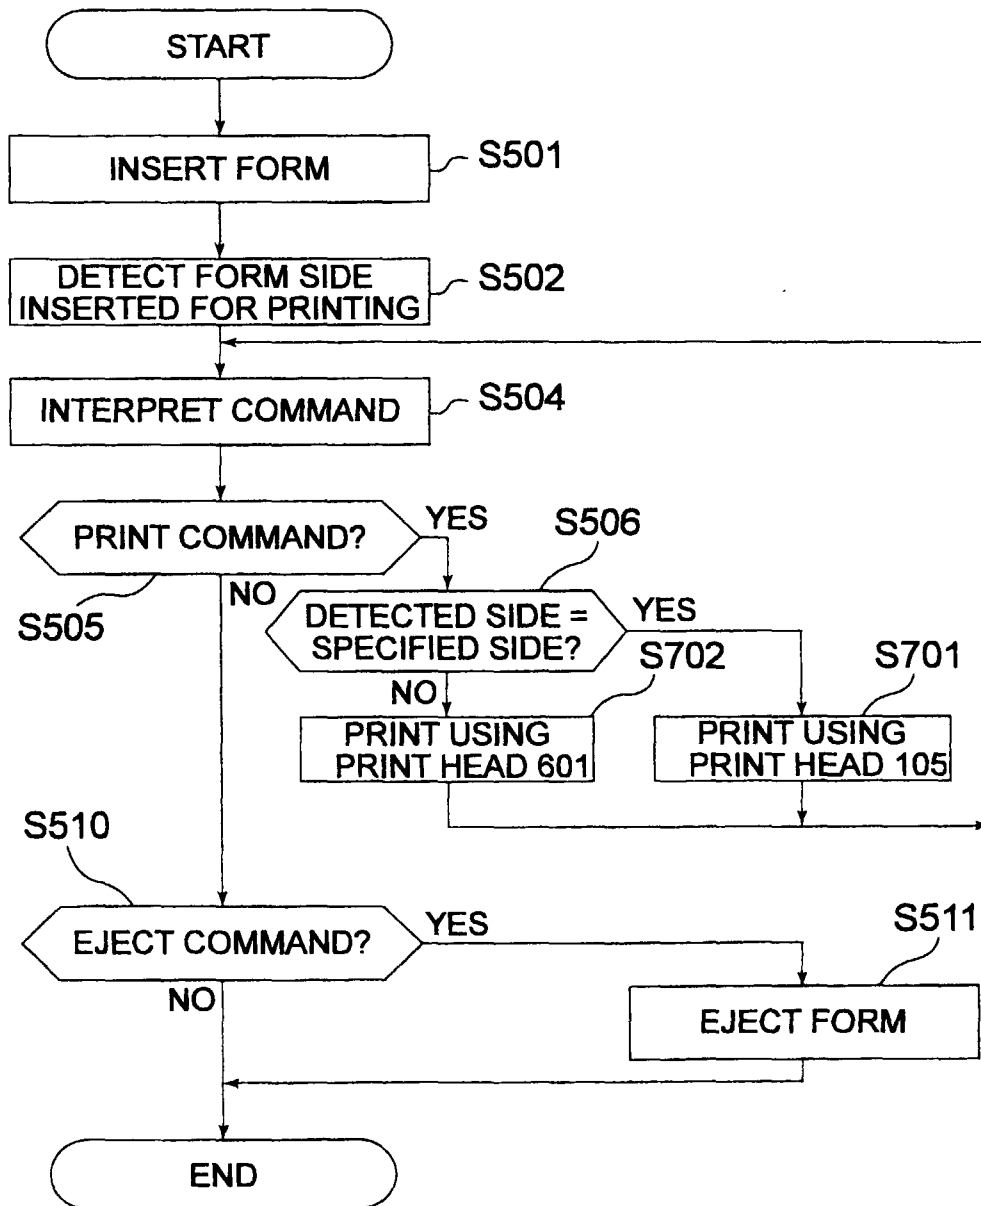 START
INSERT FORM
S501
DETECT FORM SIDE
INSERTED FOR PRINTING
S502
INTERPRET COMMAND
S504
PRINT COMMAND?
YES
S506
NO
S505
DETECTED SIDE =
SPECIFIED SIDE?
YES
S702
S701
NO
PRINT USING
PRINT HEAD 601
PRINT USING
PRINT HEAD 105
S510
EJECT COMMAND?
YES
S511
NO
EJECT FORM
END